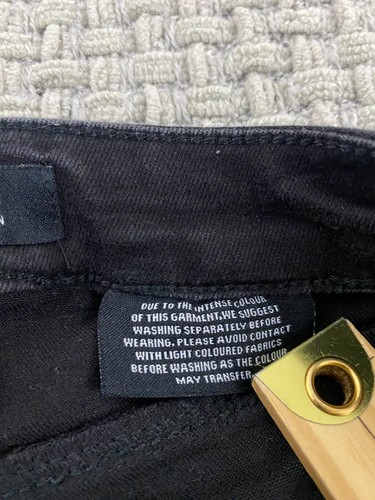 N
DUE TO THE INTENSE COLOUR
OF THIS GARMENT,WE SUGGEST
WASHING SEPARATELY BEFORE
WEARING. PLEASE AVOID CONTACT
WITH LIGHT COLOURED FABRICS
BEFORE WASHING AS THE COLOUR
MAY TRANSFER